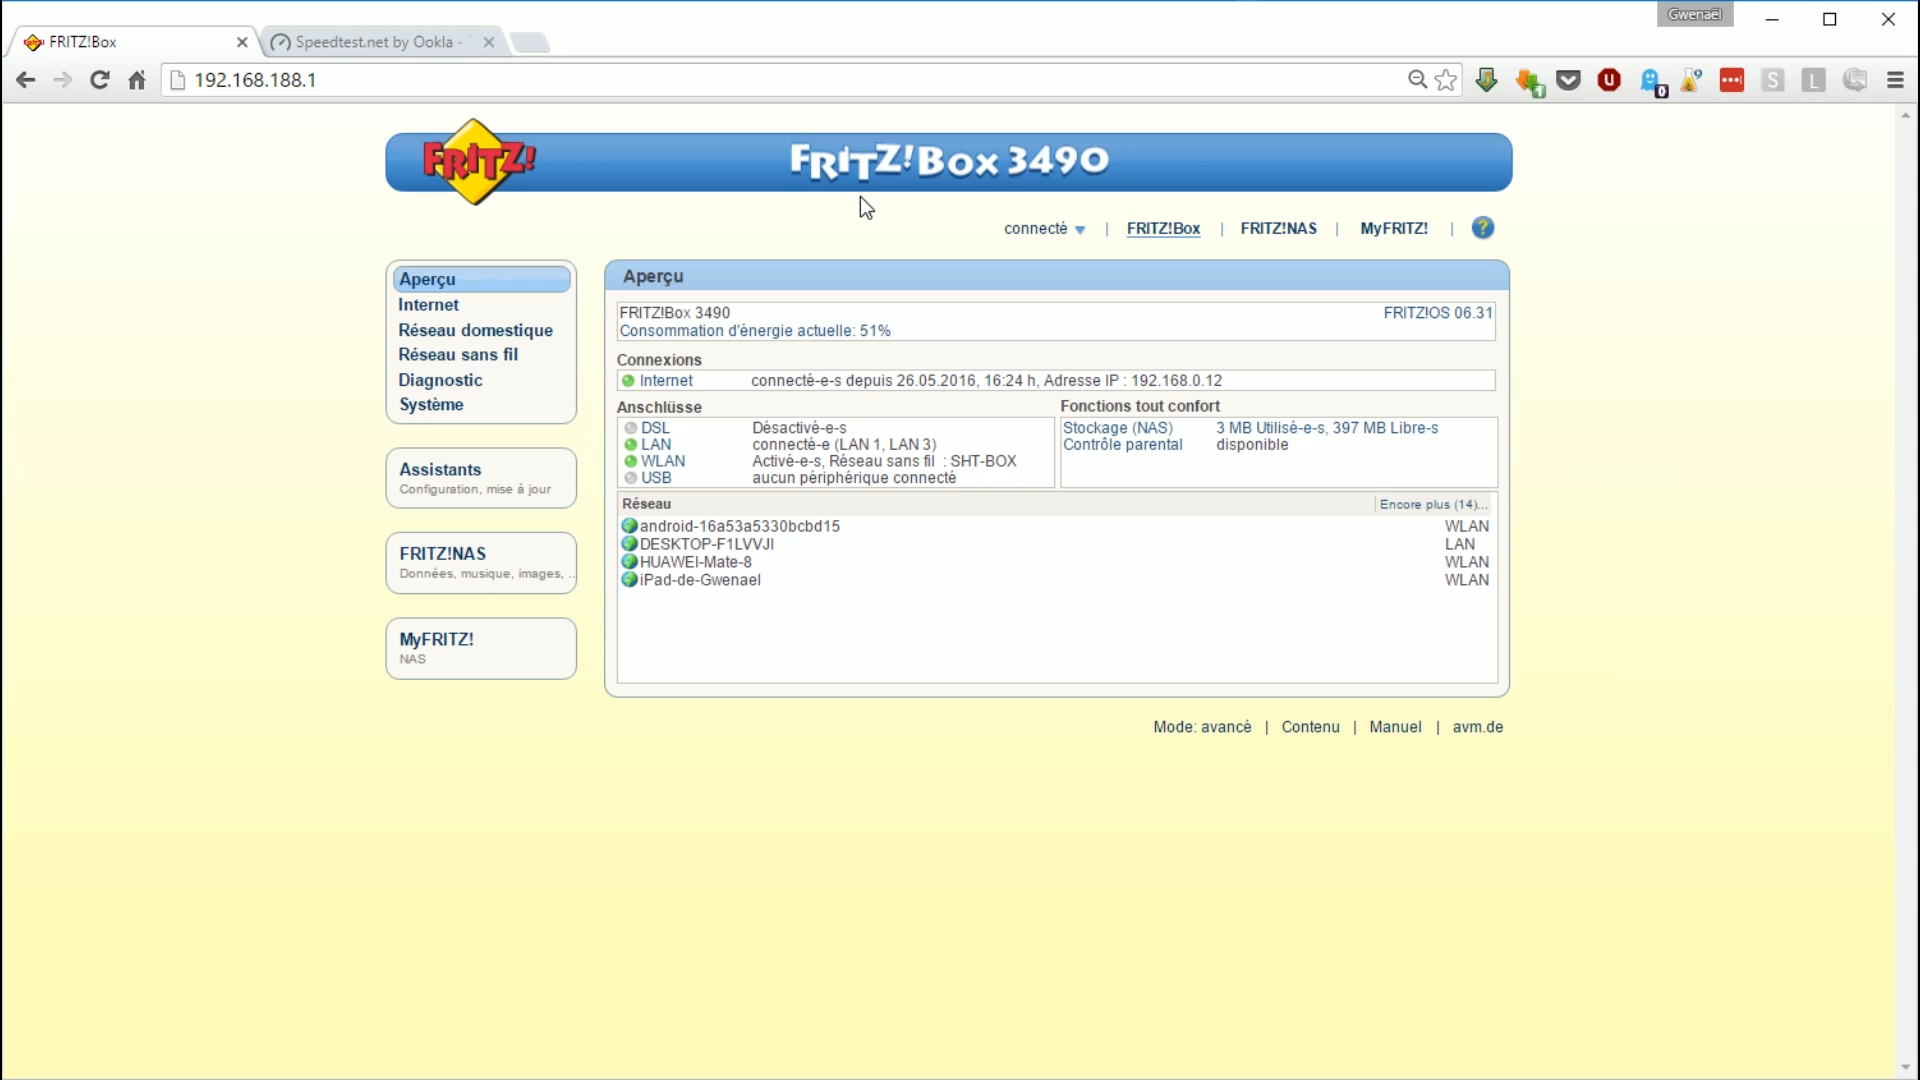 Gwenaël
FRITZ!Box
Speedtest.net by Ookla -
192.168.188.1
FRITZ!
FRITZ!Box 3490
connecté | FRITZ!Box | FRITZ!NAS | MyFRITZ! | ?
Aperçu
Internet
Réseau domestique
Réseau sans fil
Diagnostic
Système
Assistants
Configuration, mise à jour
FRITZ!NAS
Données, musique, images, ..
MyFRITZ!
NAS
Aperçu
FRITZ!Box 3490 FRITZ!OS 06.31
Consommation d'énergie actuelle: 51%
Connexions
Internet connecté-e-s depuis 26.05.2016, 16:24 h, Adresse IP : 192.168.0.12
Anschlüsse
DSL Désactivé-e-s
LAN connecté-e (LAN 1, LAN 3)
WLAN Activé-e-s, Réseau sans fil : SHT-BOX
USB aucun périphérique connecté
Fonctions tout confort
Stockage (NAS) 3 MB Utilisé-e-s, 397 MB Libre-s
Contrôle parental disponible
Réseau Encore plus (14)...
android-16a53a5330bcbd15 WLAN
DESKTOP-F1LVVJI LAN
HUAWEI-Mate-8 WLAN
iPad-de-Gwenael WLAN
Mode: avancé | Contenu | Manuel | avm.de